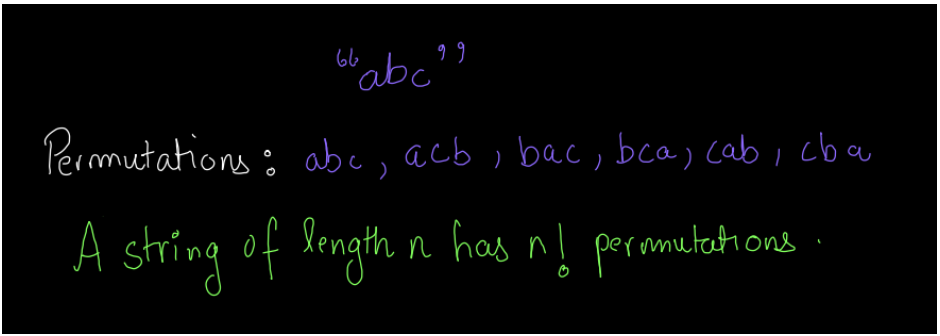 “abc”
Permutations: abc, acb, bac, bca, cab, cba
A string of length n has n! permutations.